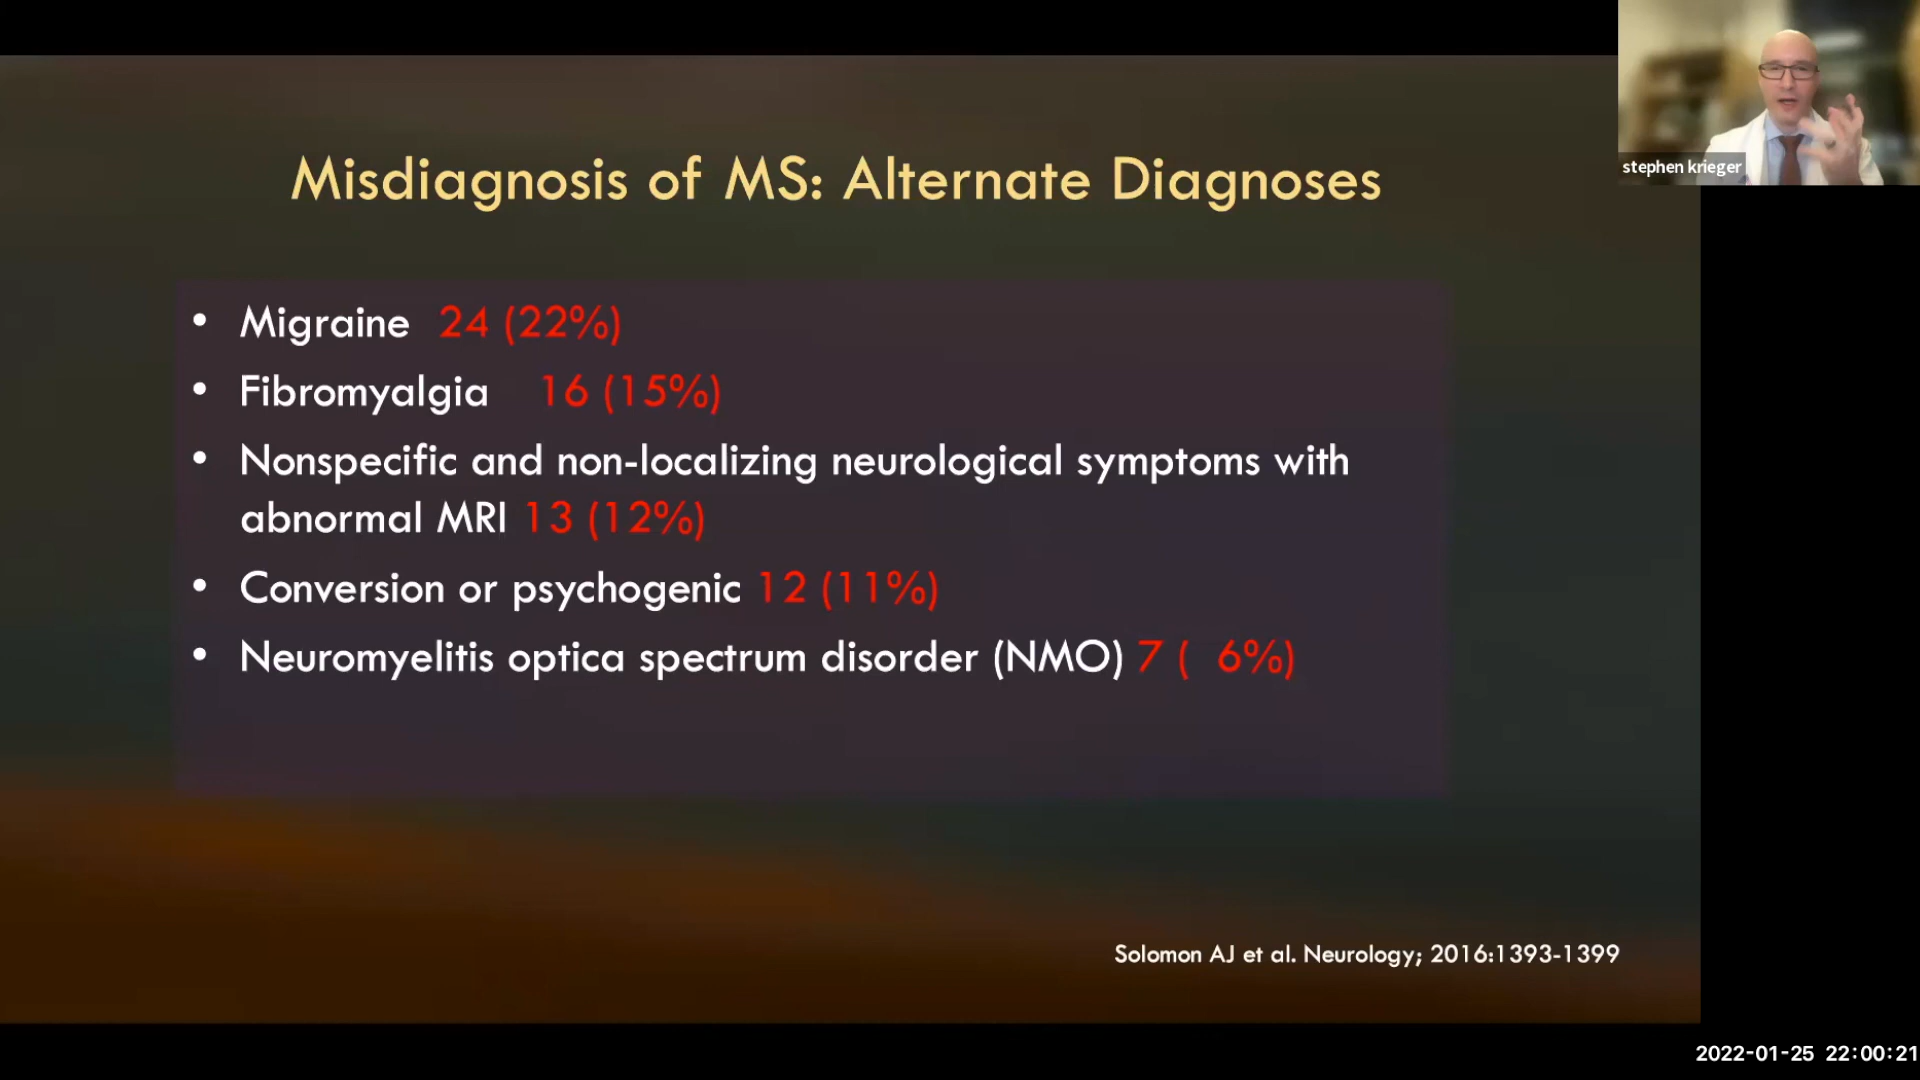 stephen krieger
Misdiagnosis of MS: Alternate Diagnoses
• Migraine 24 (22%)
• Fibromyalgia 16 (15%)
• Nonspecific and non-localizing neurological symptoms with
abnormal MRI 13 (12%)
• Conversion or psychogenic 12 (11%)
• Neuromyelitis optica spectrum disorder (NMO) 7 ( 6%)
Solomon AJ et al. Neurology; 2016:1393-1399
2022-01-25 22:00:21